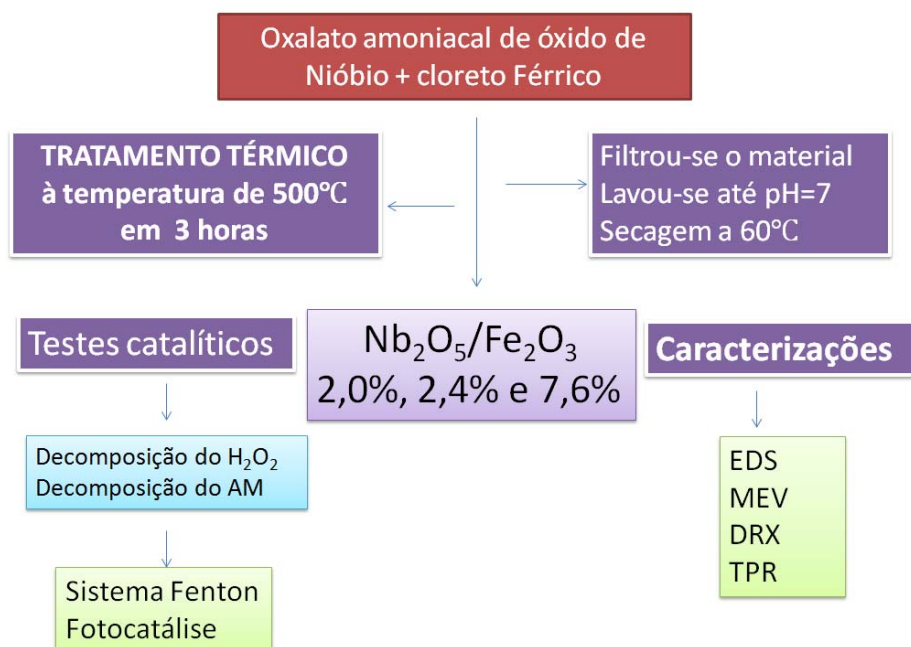 Oxalato amoniacal de óxido de
Nióbio + cloreto Férrico
TRATAMENTO TÉRMICO
à temperatura de 500℃
em 3 horas
Filtrou-se o material
Lavou-se até pH=7
Secagem a 60℃
Testes catalíticos
Nb₂O₅/Fe₂O₃
2,0%, 2,4% e 7,6%
Caracterizações
Decomposição do H₂O₂
Decomposição do AM
EDS
MEV
DRX
TPR
Sistema Fenton
Fotocatálise